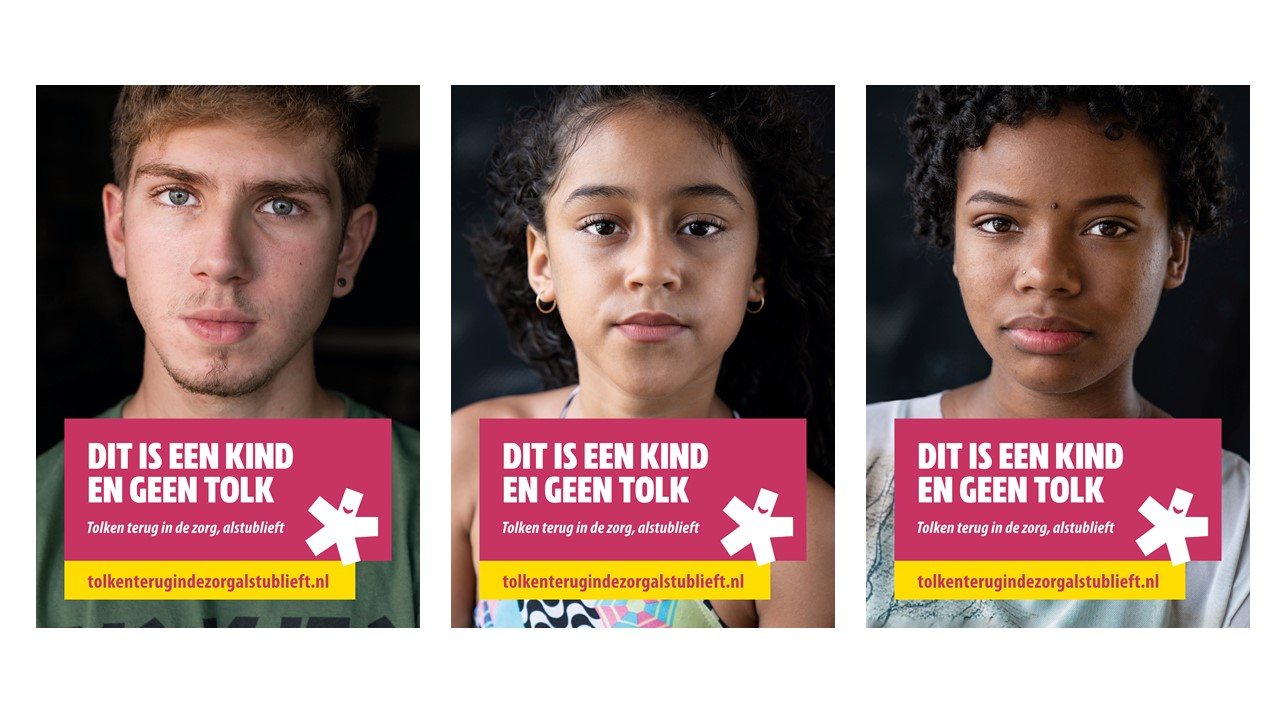 DIT IS EEN KIND
EN GEEN TOLK
Tolken terug in de zorg, alstublieft
tolkenterugindezorgalstublieft.nl
DIT IS EEN KIND
EN GEEN TOLK
Tolken terug in de zorg, alstublieft
tolkenterugindezorgalstublieft.nl
DIT IS EEN KIND
EN GEEN TOLK
Tolken terug in de zorg, alstublieft
tolkenterugindezorgalstublieft.nl